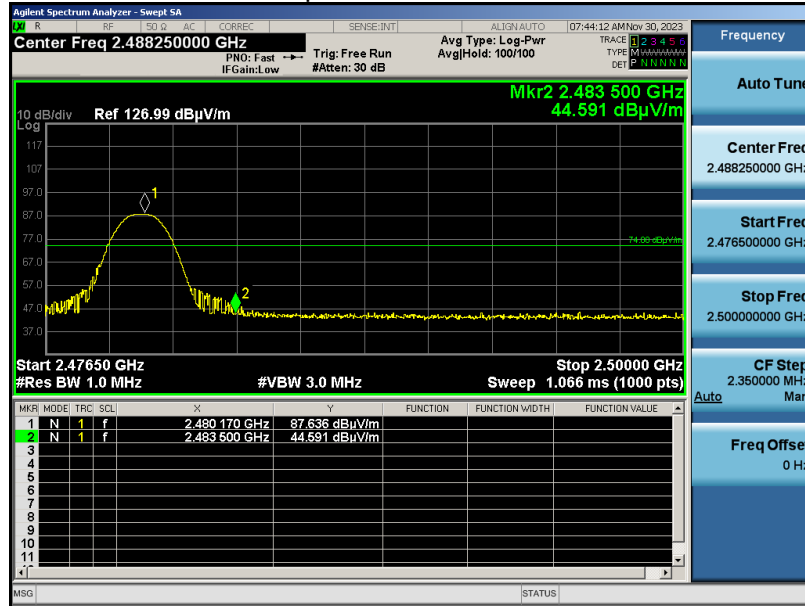 Agilent Spectrum Analyzer - Swept SA
LXI R RF 50 Ω AC CORREC SENSE:INT ALIGN AUTO 07:44:12 AM Nov 30, 2023
Center Freq 2.488250000 GHz
PNO: Fast
IFGain:Low
Trig: Free Run
#Atten: 30 dB
Avg Type: Log-Pwr
Avg|Hold: 100/100
TRACE 1 2 3 4 5 6
TYPE M WWWWW
DET P N N N N N
Mkr2 2.483 500 GHz
44.591 dBµV/m
10 dB/div Ref 126.99 dBµV/m
Log
117
107
97.0
87.0
77.0
67.0
57.0
47.0
37.0
1
2
74.00 dBµV/m
Start 2.47650 GHz Stop 2.50000 GHz
#Res BW 1.0 MHz #VBW 3.0 MHz Sweep 1.066 ms (1000 pts)
MKR MODE TRC SCL X Y FUNCTION FUNCTION WIDTH FUNCTION VALUE
1 N 1 f 2.480 170 GHz 87.636 dBµV/m
2 N 1 f 2.483 500 GHz 44.591 dBµV/m
3
4
5
6
7
8
9
10
11
MSG STATUS
Frequency
Auto Tune
Center Freq
2.488250000 GHz
Start Freq
2.476500000 GHz
Stop Freq
2.500000000 GHz
CF Step
2.350000 MHz
Auto Man
Freq Offset
0 Hz